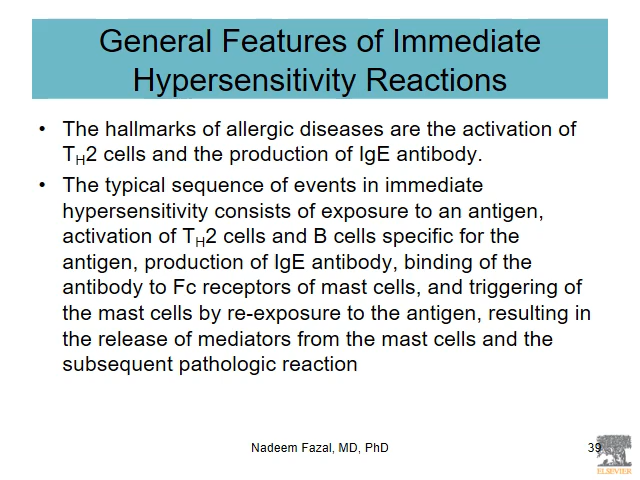 General Features of Immediate
Hypersensitivity Reactions
• The hallmarks of allergic diseases are the activation of
TH2 cells and the production of IgE antibody.
• The typical sequence of events in immediate
hypersensitivity consists of exposure to an antigen,
activation of TH2 cells and B cells specific for the
antigen, production of IgE antibody, binding of the
antibody to Fc receptors of mast cells, and triggering of
the mast cells by re-exposure to the antigen, resulting in
the release of mediators from the mast cells and the
subsequent pathologic reaction
Nadeem Fazal, MD, PhD
39
ELSEVIER